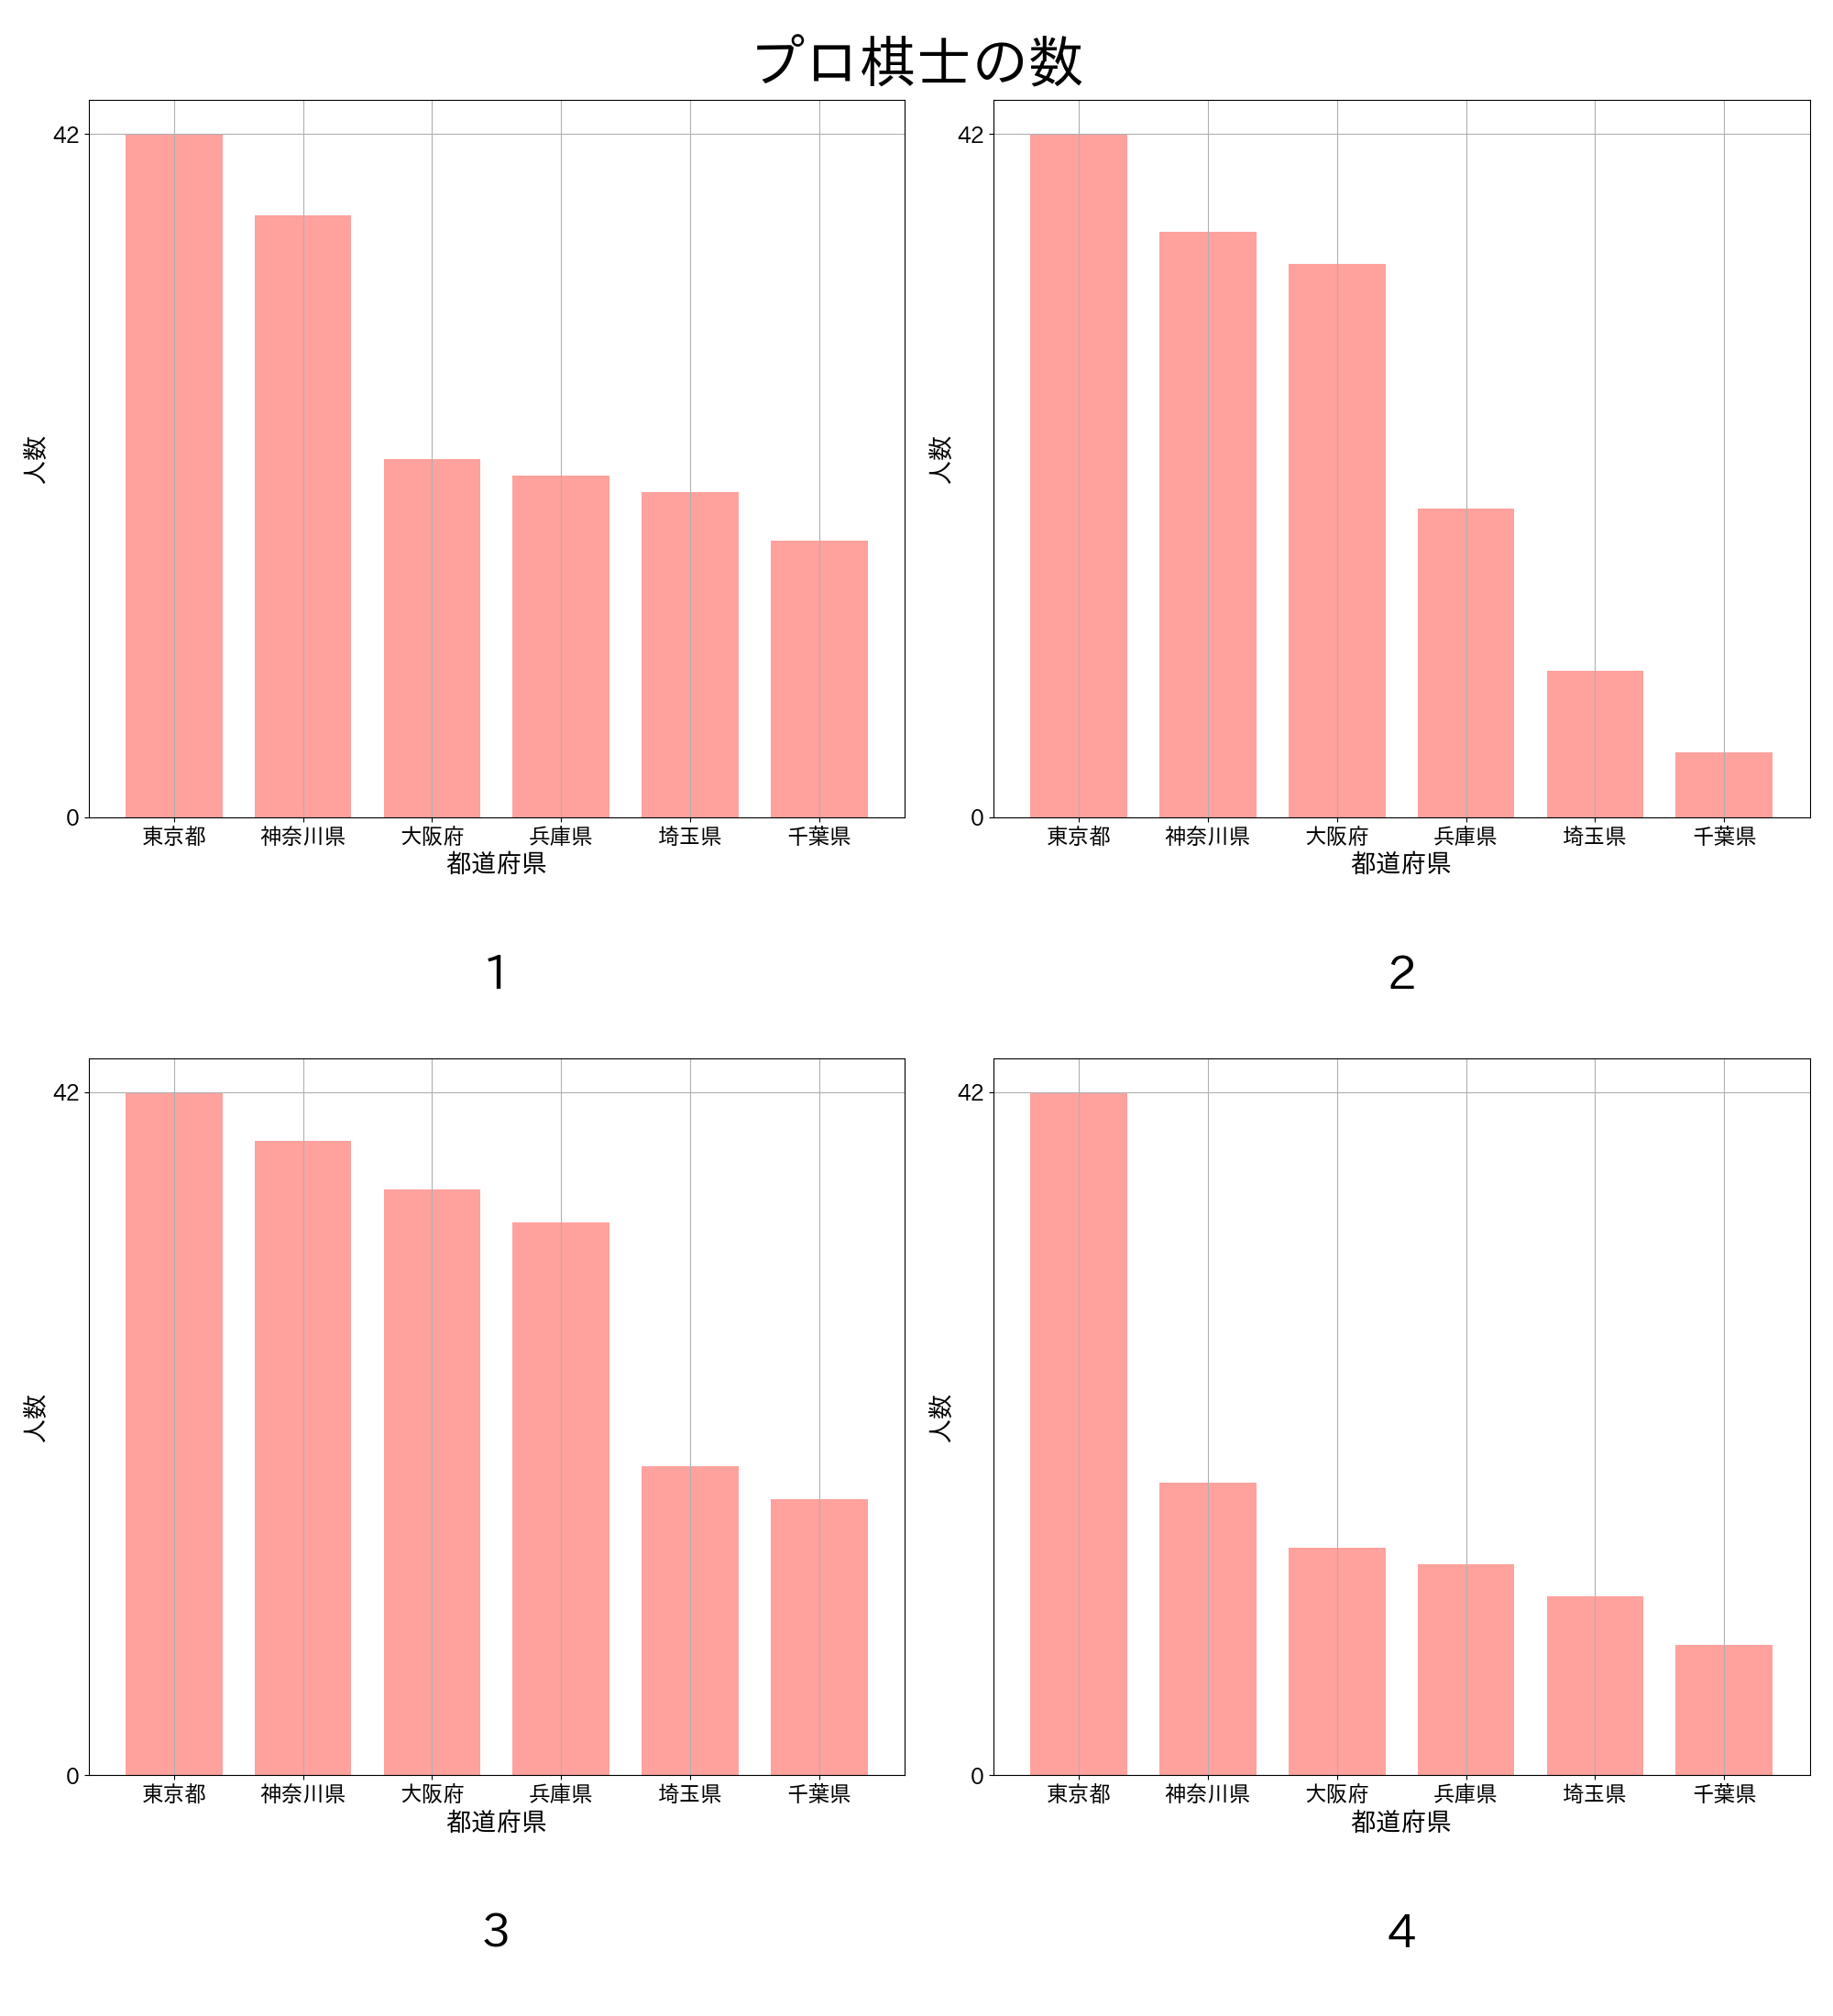 プロ棋士の数
42
0
人数
東京都 神奈川県 大阪府 兵庫県 埼玉県 千葉県
都道府県
1
42
0
人数
東京都 神奈川県 大阪府 兵庫県 埼玉県 千葉県
都道府県
2
42
0
人数
東京都 神奈川県 大阪府 兵庫県 埼玉県 千葉県
都道府県
3
42
0
人数
東京都 神奈川県 大阪府 兵庫県 埼玉県 千葉県
都道府県
4